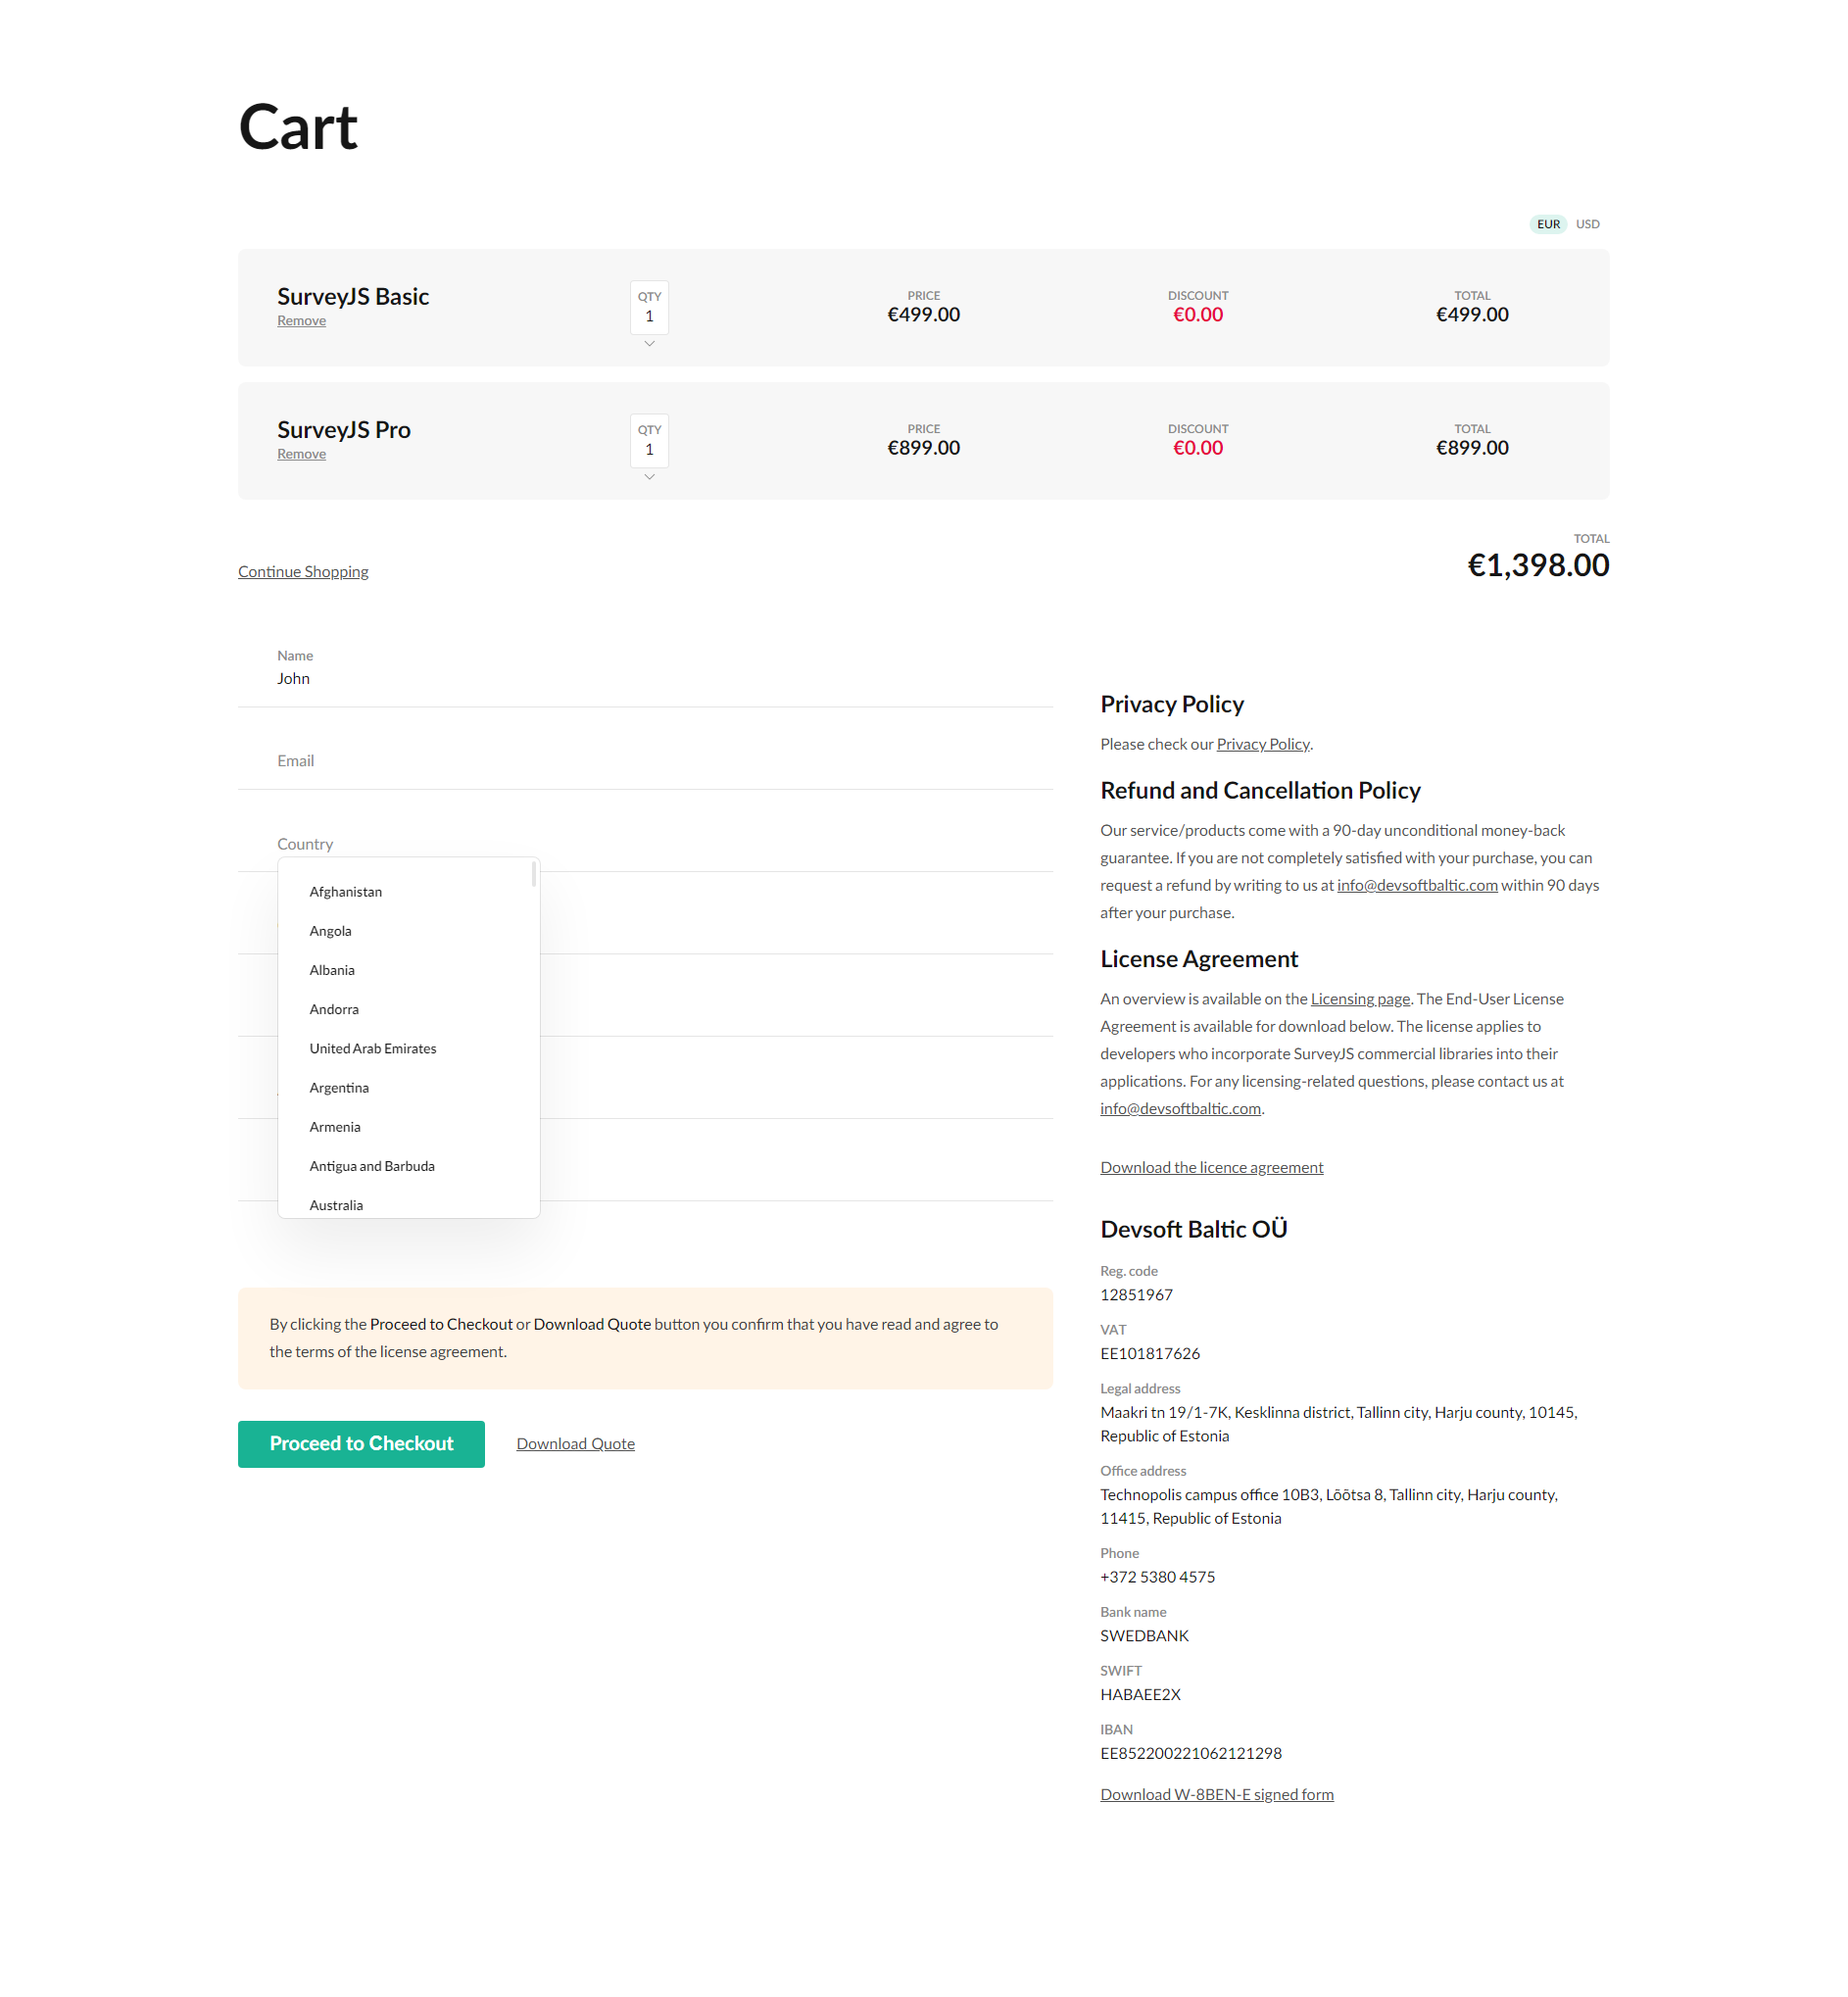 Cart
EUR USD
SurveyJS Basic
Remove
QTY
1
PRICE
€499.00
DISCOUNT
€0.00
TOTAL
€499.00
SurveyJS Pro
Remove
QTY
1
PRICE
€899.00
DISCOUNT
€0.00
TOTAL
€899.00
Continue Shopping
TOTAL
€1,398.00
Name
John
Email
Country
Afghanistan
Angola
Albania
Andorra
United Arab Emirates
Argentina
Armenia
Antigua and Barbuda
Australia
By clicking the Proceed to Checkout or Download Quote button you confirm that you have read and agree to
the terms of the license agreement.
Proceed to Checkout
Download Quote
Privacy Policy
Please check our Privacy Policy.
Refund and Cancellation Policy
Our service/products come with a 90-day unconditional money-back
guarantee. If you are not completely satisfied with your purchase, you can
request a refund by writing to us at info@devsoftbaltic.com within 90 days
after your purchase.
License Agreement
An overview is available on the Licensing page. The End-User License
Agreement is available for download below. The license applies to
developers who incorporate SurveyJS commercial libraries into their
applications. For any licensing-related questions, please contact us at
info@devsoftbaltic.com.
Download the licence agreement
Devsoft Baltic OÜ
Reg. code
12851967
VAT
EE101817626
Legal address
Maakri tn 19/1-7K, Kesklinna district, Tallinn city, Harju county, 10145,
Republic of Estonia
Office address
Technopolis campus office 10B3, Lõõtsa 8, Tallinn city, Harju county,
11415, Republic of Estonia
Phone
+372 5380 4575
Bank name
SWEDBANK
SWIFT
HABAEE2X
IBAN
EE852200221062121298
Download W-8BEN-E signed form